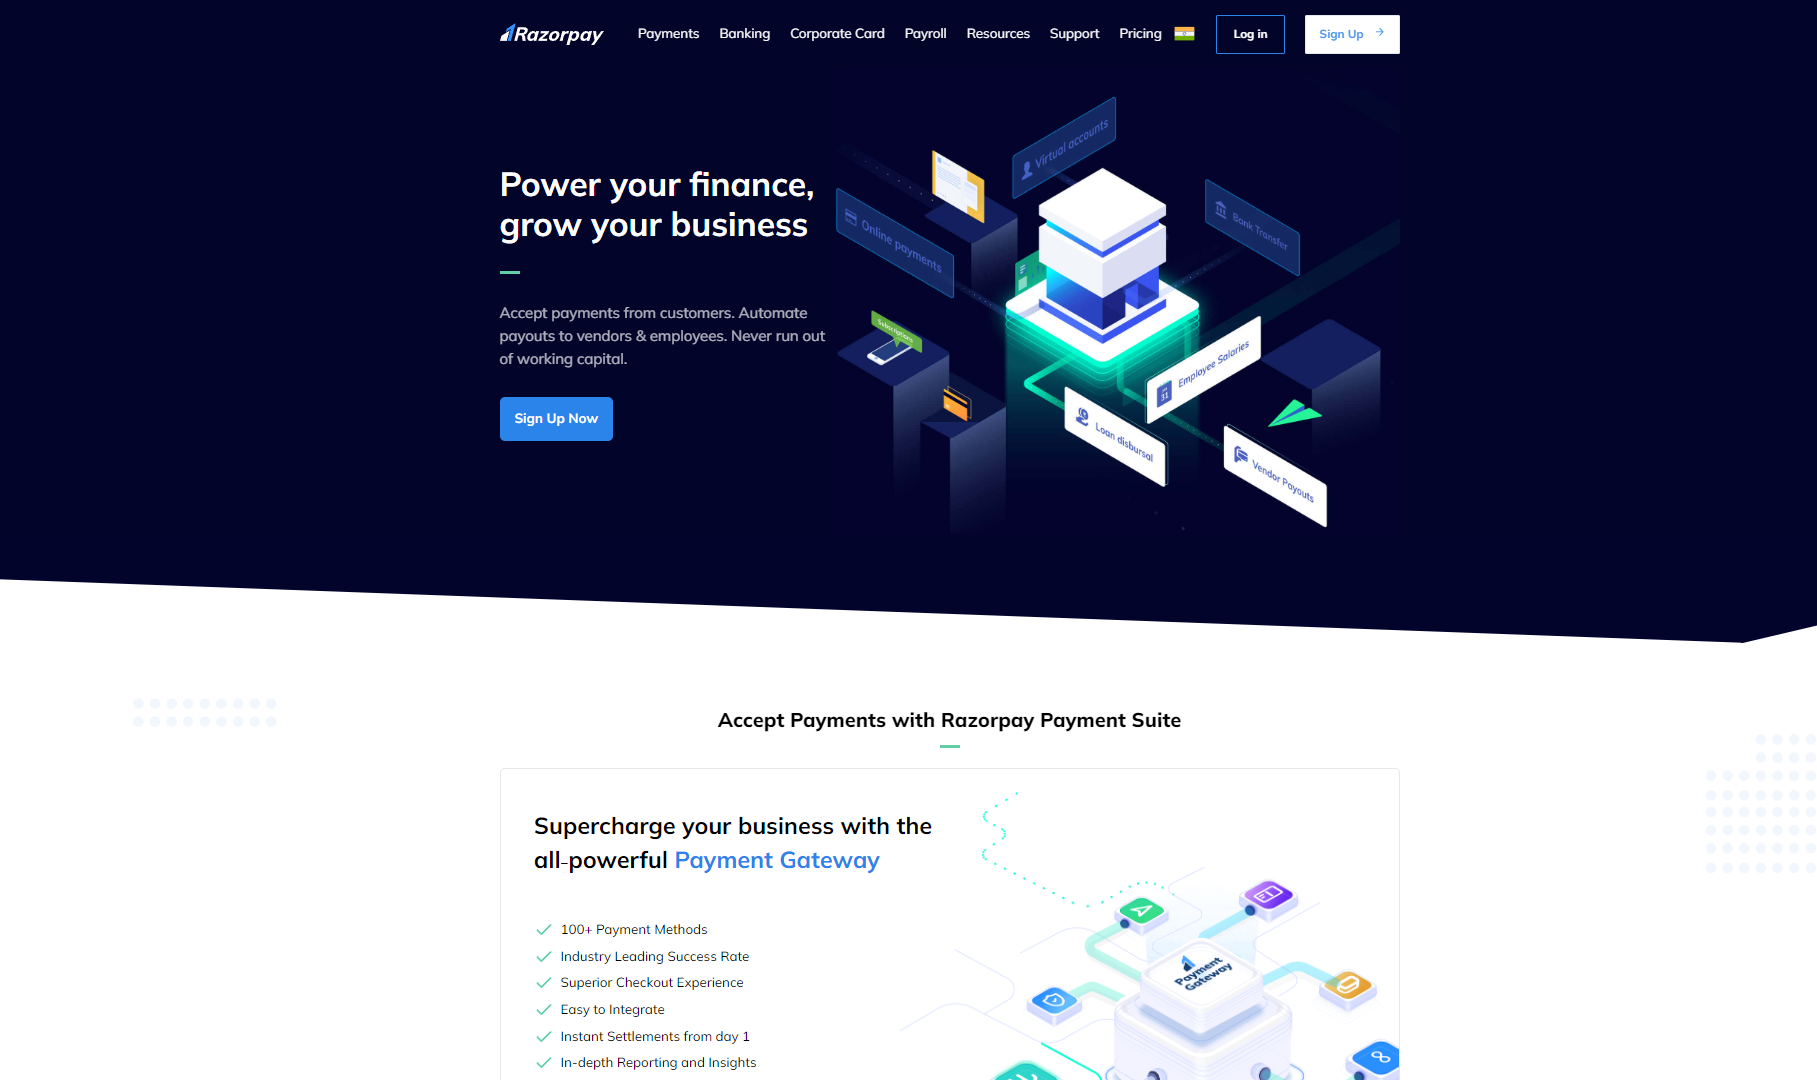 Razorpay
Payments
Banking
Corporate Card
Payroll
Resources
Support
Pricing
Log in
Sign Up
Power your finance,
grow your business
Accept payments from customers. Automate
payouts to vendors & employees. Never run out
of working capital.
Sign Up Now
Virtual accounts
Online payments
Bank Transfer
Subscriptions
Employee Salaries
31
Loan disbursal
Vendor Payouts
Accept Payments with Razorpay Payment Suite
Supercharge your business with the
all-powerful Payment Gateway
100+ Payment Methods
Industry Leading Success Rate
Superior Checkout Experience
Easy to Integrate
Instant Settlements from day 1
In-depth Reporting and Insights
Payment
Gateway